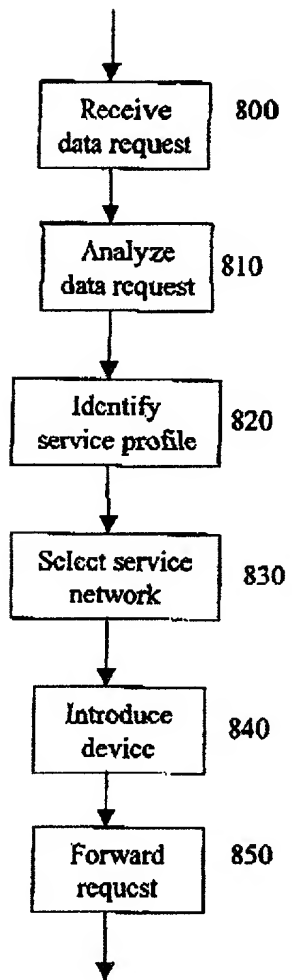 Receive
data request
800
Analyze
data request
810
Identify
service profile
820
Select service
network
830
Introduce
device
840
Forward
request
850